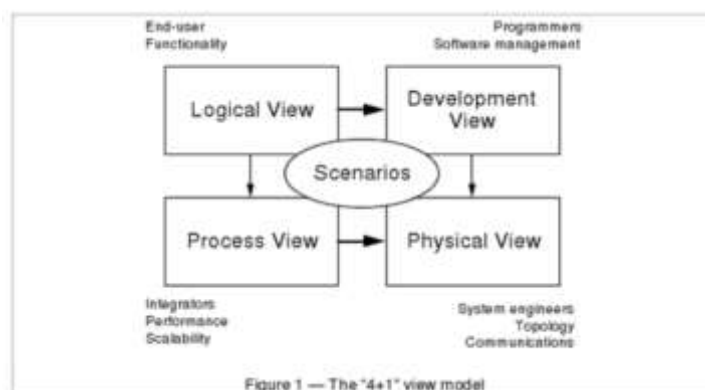 End-user
Functionality
Programmers
Software management
Logical View
Development
View
Scenarios
Process View
Physical View
Integrators
Performance
Scalability
System engineers
Topology
Communications
Figure 1 — The "4+1" view model